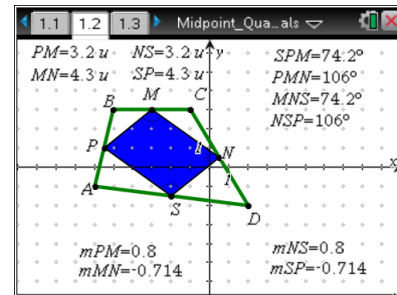 1.1 1.2 1.3 Midpoint_Qua…als
PM=3.2 u NS=3.2 u y SPM=74.2°
MN=4.3 u SP=4.3 u PMN=106°
B M C MNS=74.2°
NSP=106°
P 1 N
x
A 1
S D
mPM=0.8 mNS=0.8
mMN=-0.714 mSP=-0.714